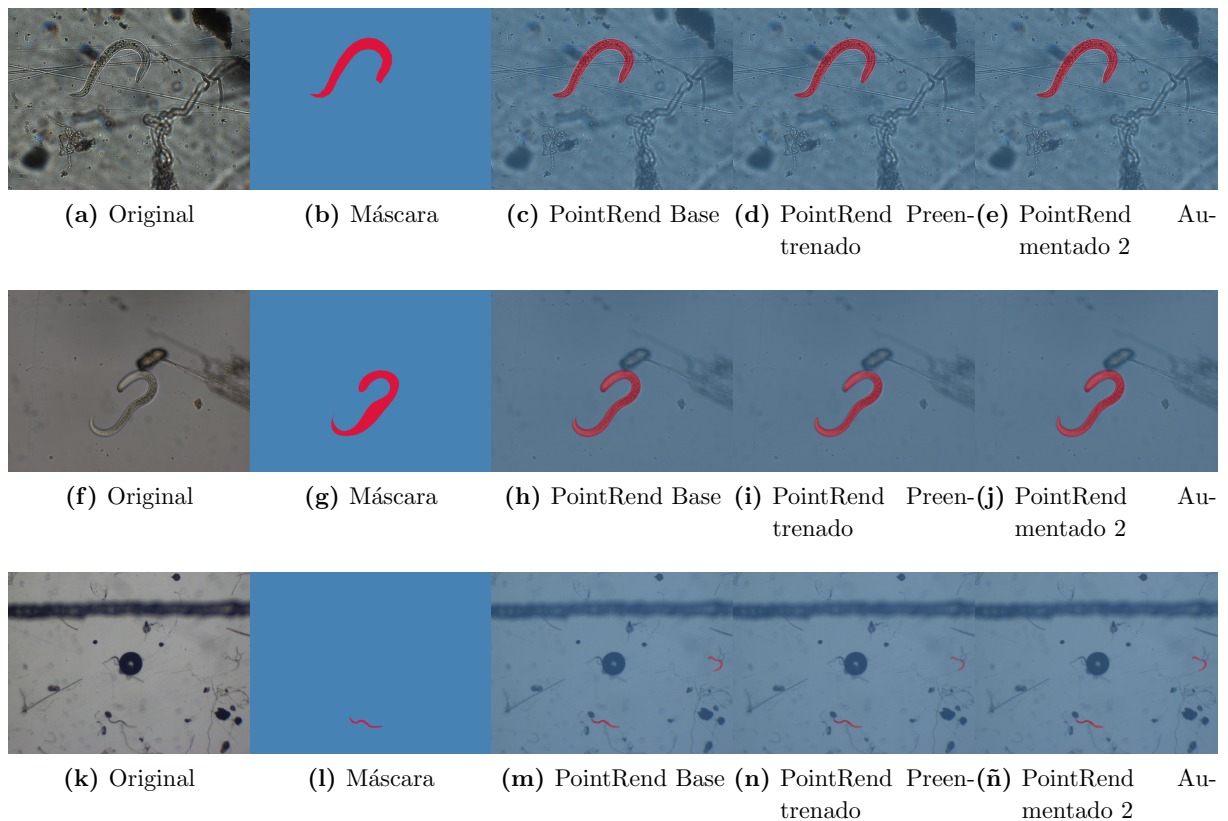 (a) Original
(b) Máscara
(c) PointRend Base
(d) PointRend Preen-
trenado
(e) PointRend Au-
mentado 2
(f) Original
(g) Máscara
(h) PointRend Base
(i) PointRend Preen-
trenado
(j) PointRend Au-
mentado 2
(k) Original
(l) Máscara
(m) PointRend Base
(n) PointRend Preen-
trenado
(ñ) PointRend Au-
mentado 2